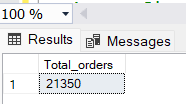 100 %
Results Messages
Total_orders
1 21350